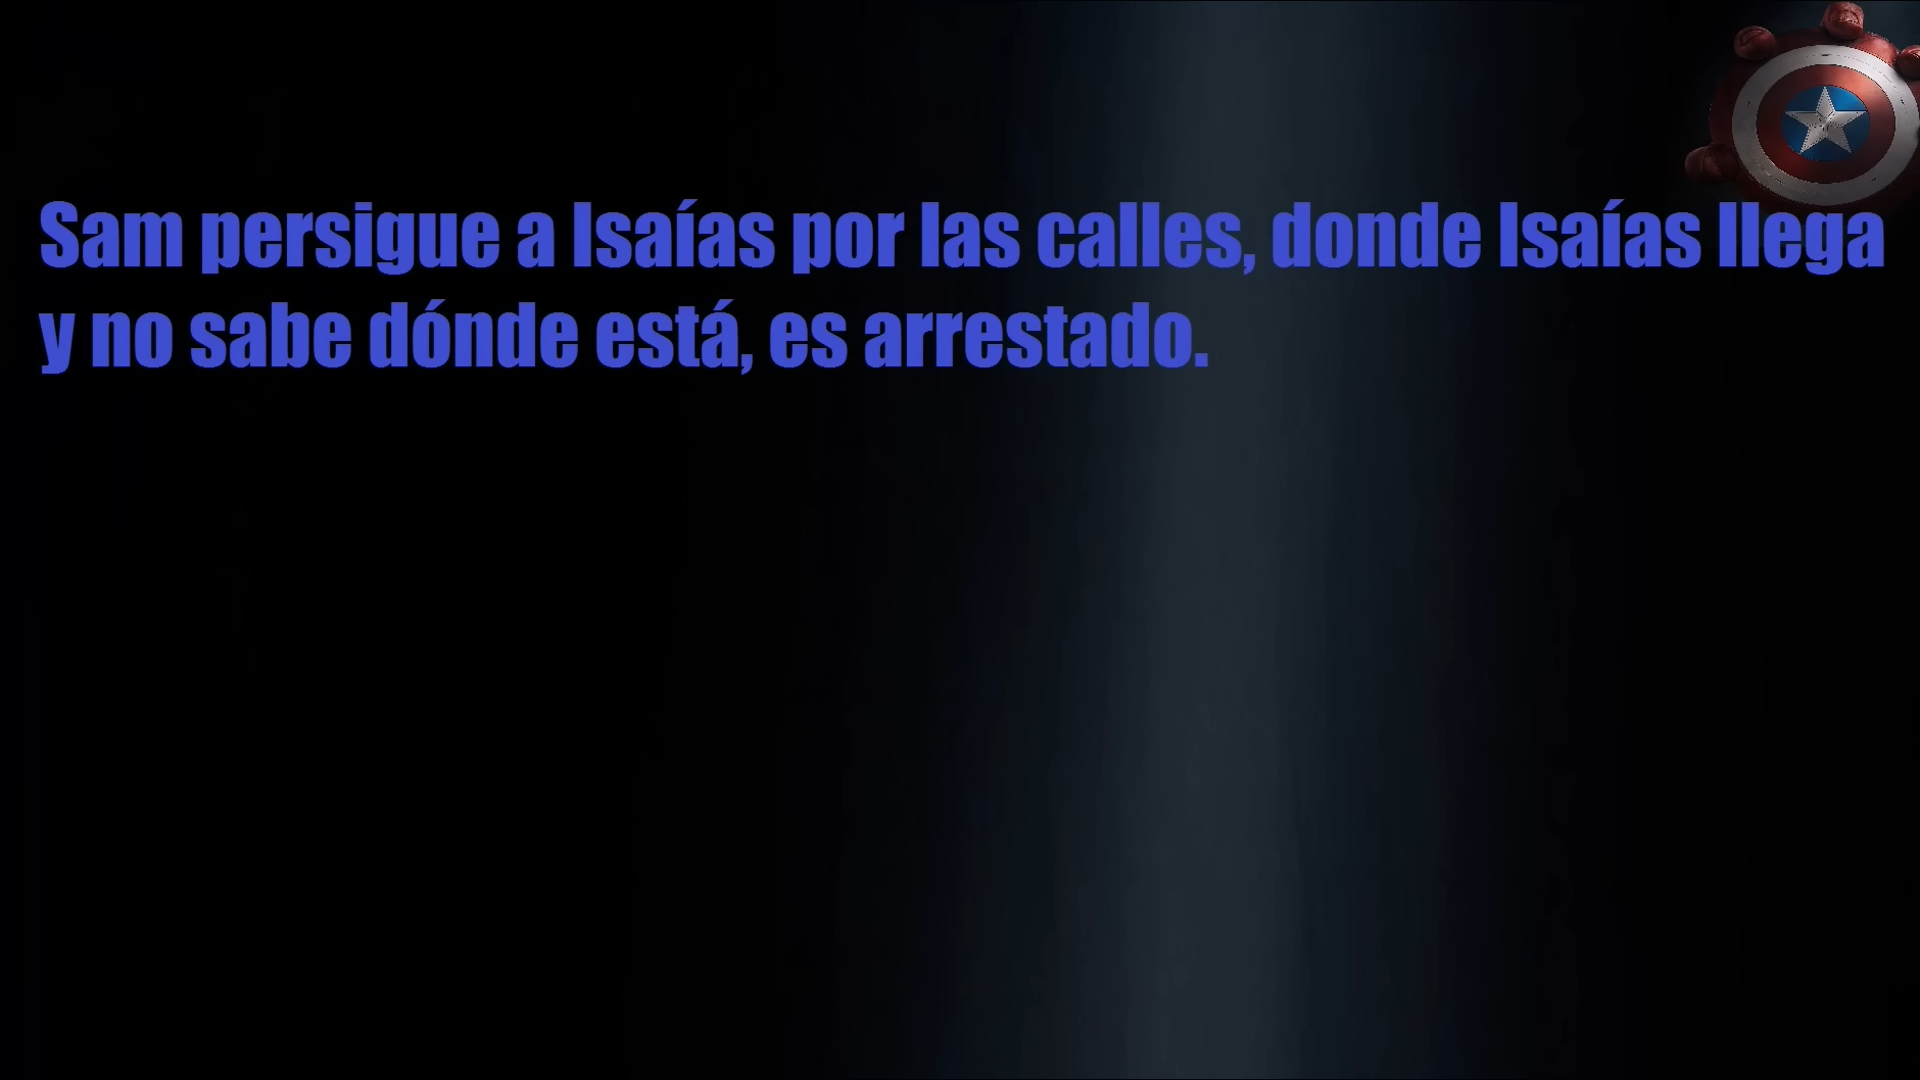 Sam persigue a Isaías por las calles, donde Isaías llega
y no sabe dónde está, es arrestado.